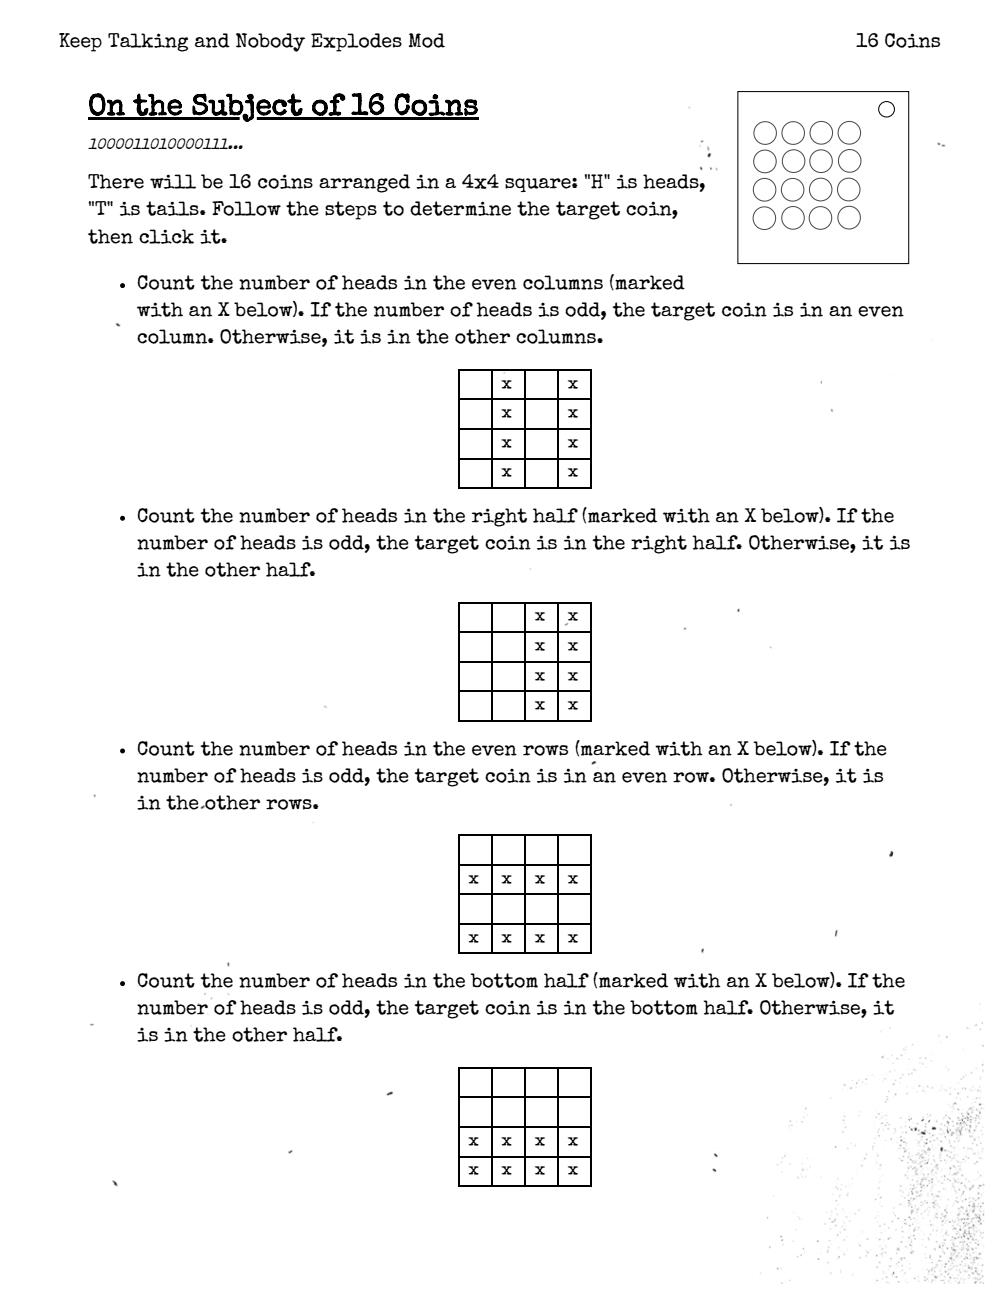 Keep Talking and Nobody Explodes Mod
16 Coins
On the Subject of 16 Coins
1000011010000111...
There will be 16 coins arranged in a 4x4 square: "H" is heads,
"T" is tails. Follow the steps to determine the target coin,
then click it.
• Count the number of heads in the even columns (marked
with an X below). If the number of heads is odd, the target coin is in an even
column. Otherwise, it is in the other columns.
x x
x x
x x
x x
• Count the number of heads in the right half (marked with an X below). If the
number of heads is odd, the target coin is in the right half. Otherwise, it is
in the other half.
x x
x x
x x
x x
• Count the number of heads in the even rows (marked with an X below). If the
number of heads is odd, the target coin is in an even row. Otherwise, it is
in the other rows.
x x x x
x x x x
• Count the number of heads in the bottom half (marked with an X below). If the
number of heads is odd, the target coin is in the bottom half. Otherwise, it
is in the other half.
x x x x
x x x x